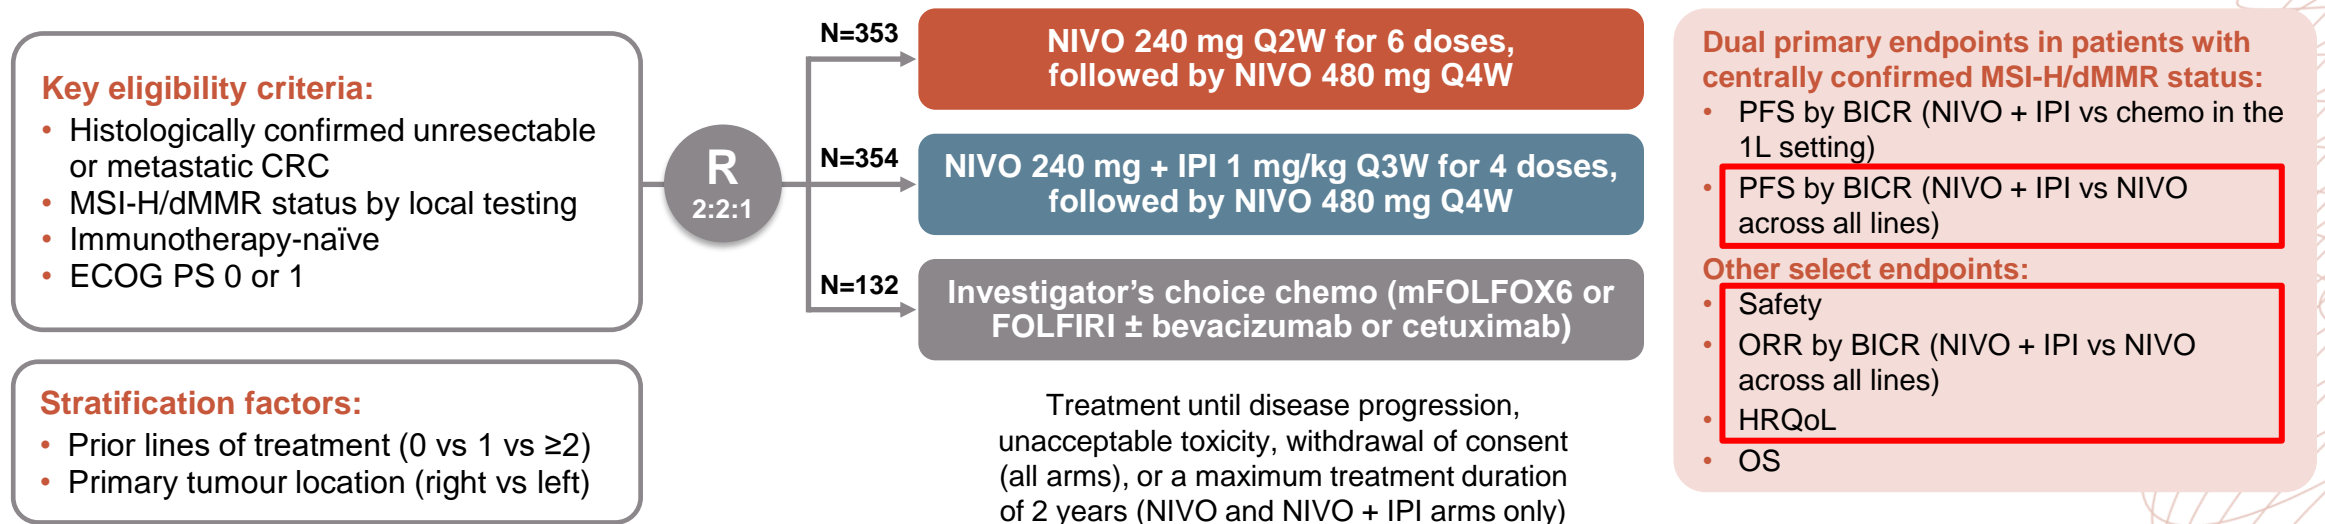 Key eligibility criteria:
• Histologically confirmed unresectable
or metastatic CRC
• MSI-H/dMMR status by local testing
• Immunotherapy-naïve
• ECOG PS 0 or 1
Stratification factors:
• Prior lines of treatment (0 vs 1 vs ≥2)
• Primary tumour location (right vs left)
R
2:2:1
N=353
NIVO 240 mg Q2W for 6 doses,
followed by NIVO 480 mg Q4W
N=354
NIVO 240 mg + IPI 1 mg/kg Q3W for 4 doses,
followed by NIVO 480 mg Q4W
N=132
Investigator’s choice chemo (mFOLFOX6 or
FOLFIRI ± bevacizumab or cetuximab)
Treatment until disease progression,
unacceptable toxicity, withdrawal of consent
(all arms), or a maximum treatment duration
of 2 years (NIVO and NIVO + IPI arms only)
Dual primary endpoints in patients with
centrally confirmed MSI-H/dMMR status:
• PFS by BICR (NIVO + IPI vs chemo in the
1L setting)
• PFS by BICR (NIVO + IPI vs NIVO
across all lines)
Other select endpoints:
• Safety
• ORR by BICR (NIVO + IPI vs NIVO
across all lines)
• HRQoL
• OS